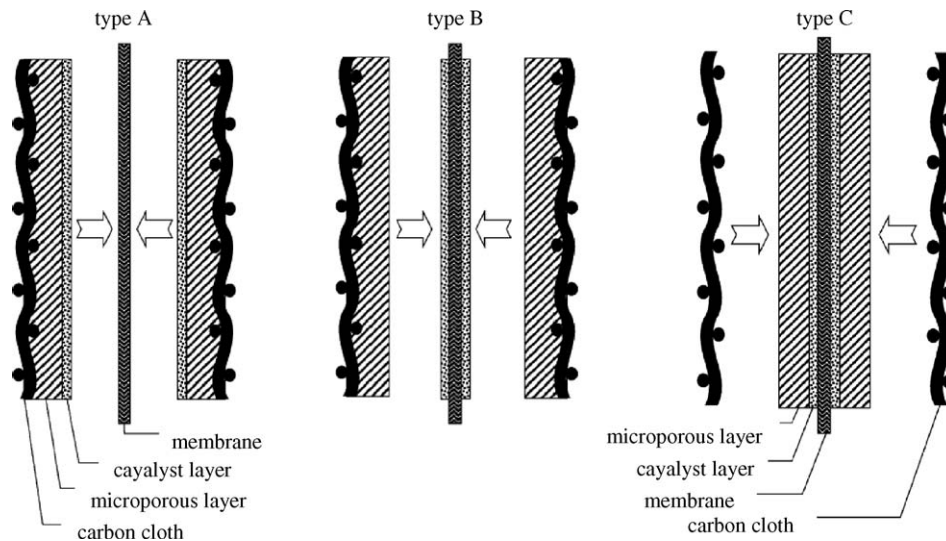 type A
type B
type C
membrane
cayalyst layer
microporous layer
carbon cloth
microporous layer
cayalyst layer
membrane
carbon cloth